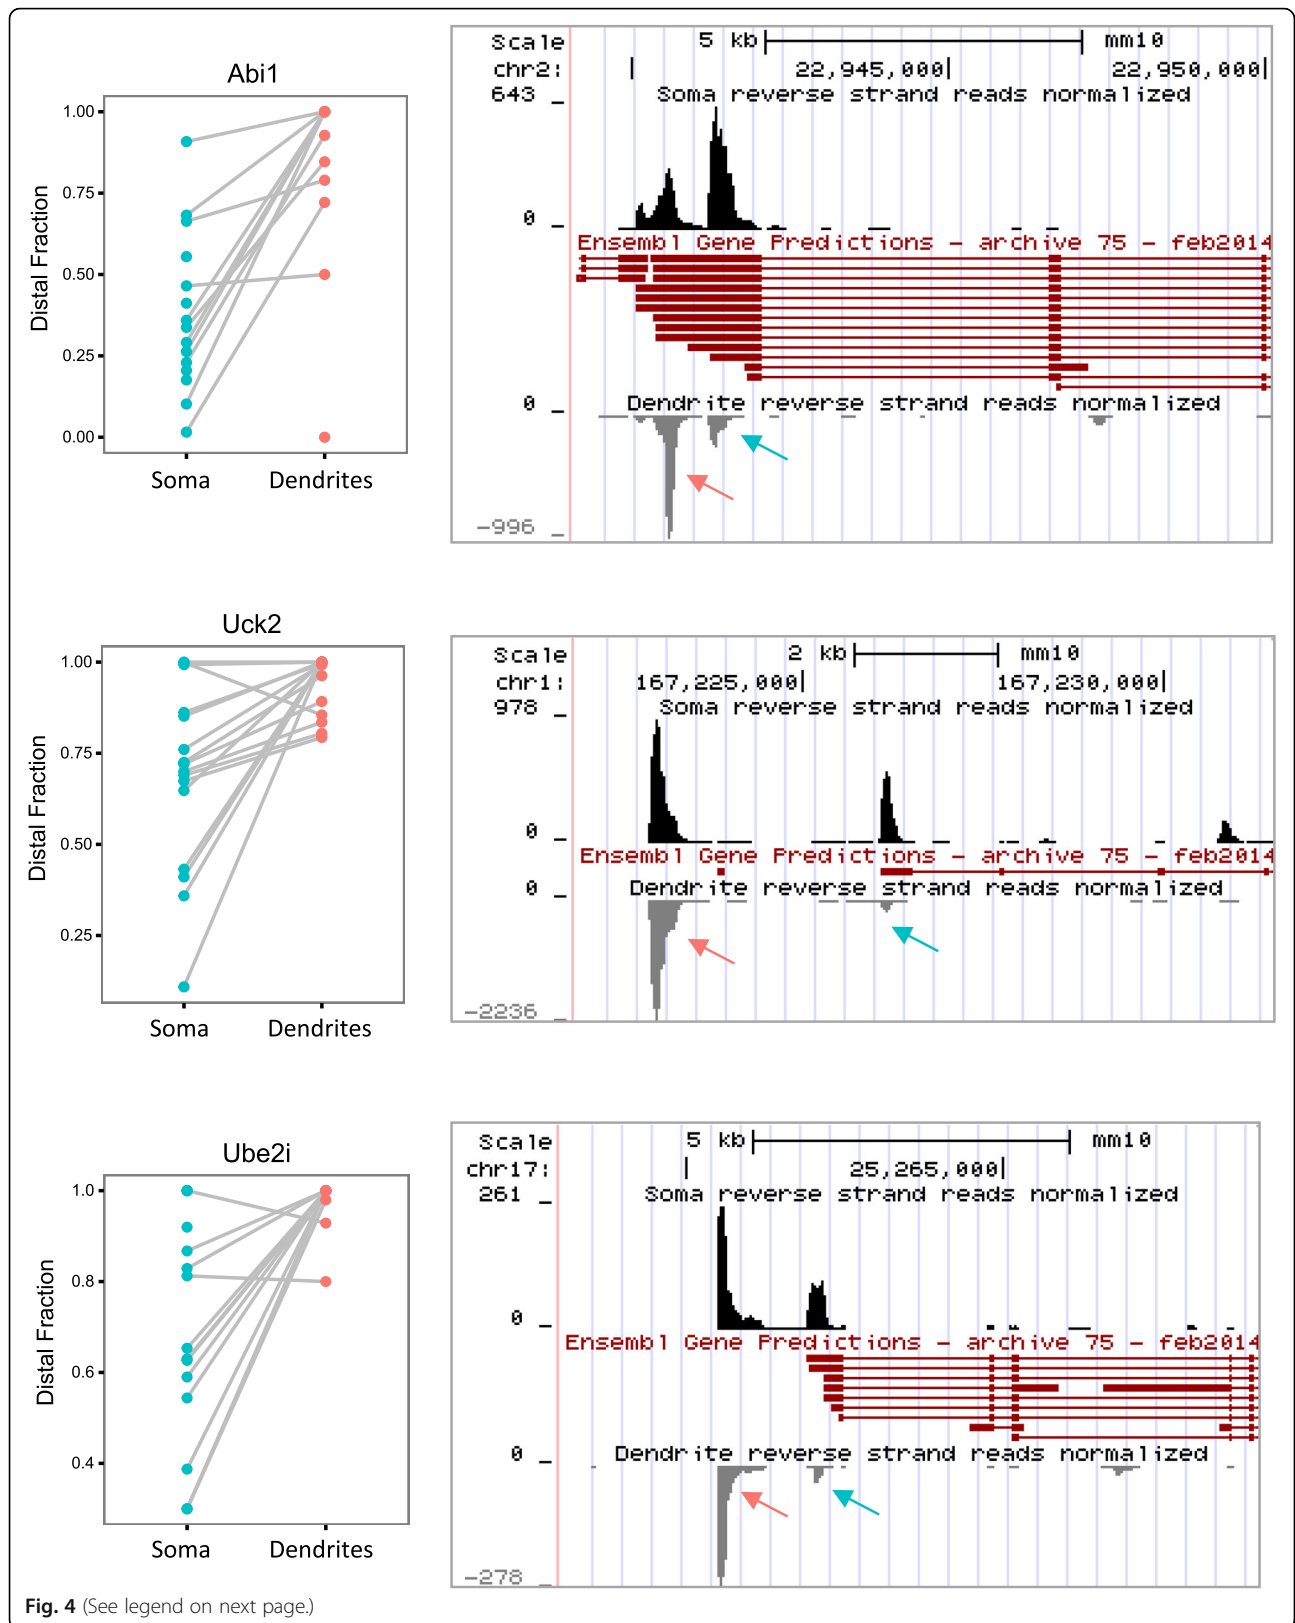 Abi1
Distal Fraction
1.00
0.75
0.50
0.25
0.00
Soma
Dendrites
Scale
5 kb
mm10
chr2:
22,945,000
22,950,000
643
Soma reverse strand reads normalized
0
Ensembl Gene Predictions - archive 75 - feb2014
0
Dendrite reverse strand reads normalized
-996
Uck2
Distal Fraction
1.00
0.75
0.50
0.25
Soma
Dendrites
Scale
2 kb
mm10
chr1:
167,225,000
167,230,000
978
Soma reverse strand reads normalized
0
Ensembl Gene Predictions - archive 75 - feb2014
0
Dendrite reverse strand reads normalized
-2236
Ube2i
Distal Fraction
1.0
0.8
0.6
0.4
Soma
Dendrites
Scale
5 kb
mm10
chr17:
25,265,000
261
Soma reverse strand reads normalized
0
Ensembl Gene Predictions - archive 75 - feb2014
0
Dendrite reverse strand reads normalized
-278
Fig. 4 (See legend on next page.)